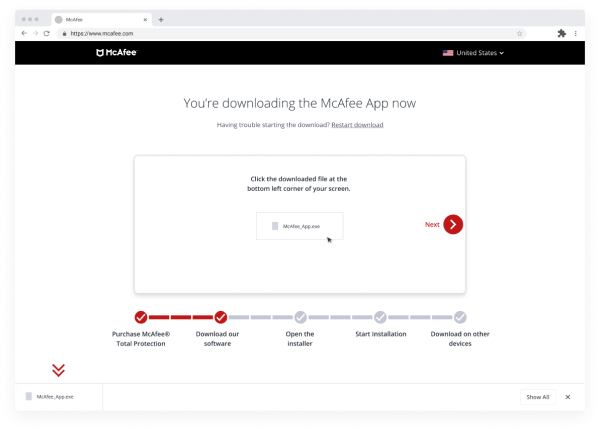 McAfee
https://www.mcafee.com
McAfee
United States
You're downloading the McAfee App now
Having trouble starting the download? Restart download
Click the downloaded file at the
bottom left corner of your screen.
McAfee_App.exe
Next
Purchase McAfee®
Total Protection
Download our
software
Open the
installer
Start Installation
Download on other
devices
McAfee_App.exe
Show All